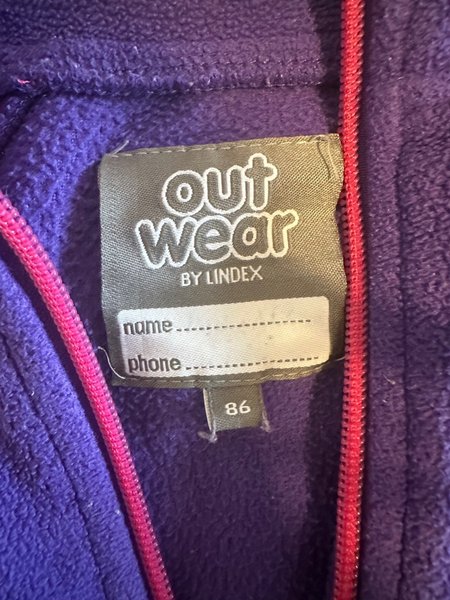 out
wear
BY LINDEX
name....................
phone....................
86